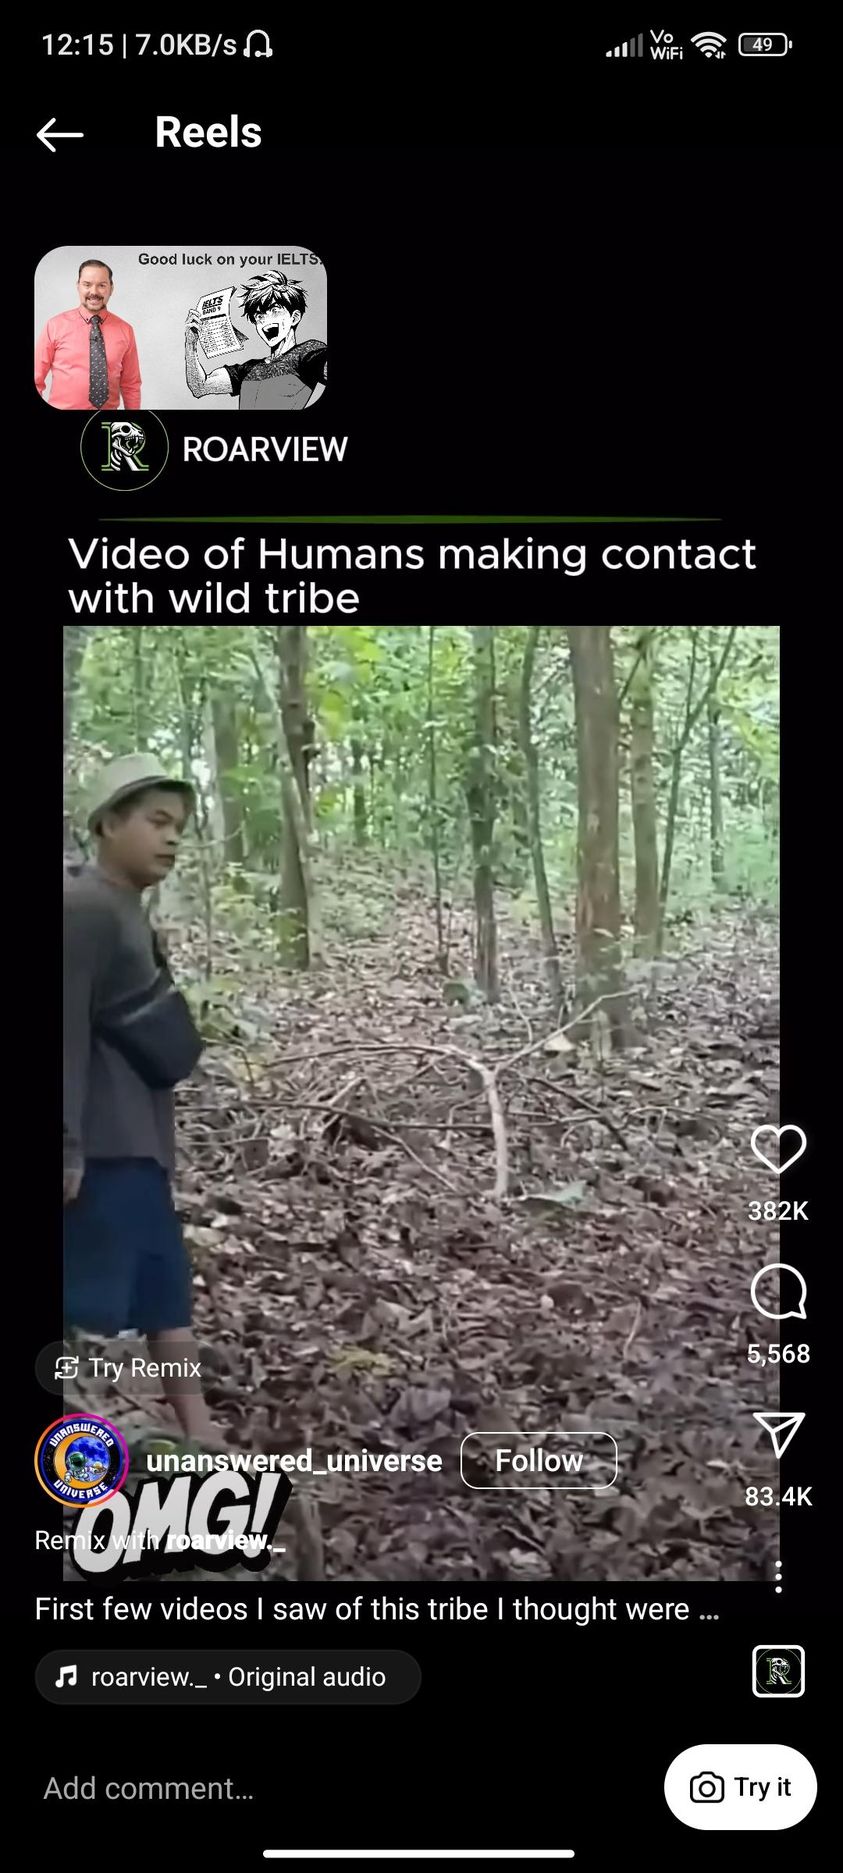 12:15 | 7.0KB/s
Vo
WiFi
49
Reels
Good luck on your IELTS.
IELTS
BAND 9
R ROARVIEW
Video of Humans making contact
with wild tribe
382K
Try Remix
5,568
UNANSWERED
UNIVERSE
unanswered_universe
Follow
83.4K
OMG!
Remix with roarview._
First few videos I saw of this tribe I thought were ...
roarview._ • Original audio
R
Add comment...
Try it